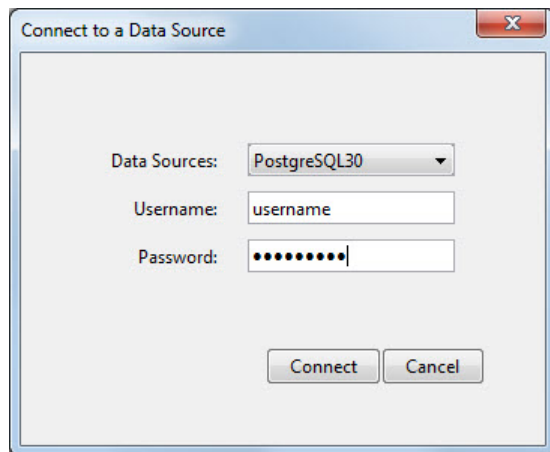 Connect to a Data Source
Data Sources: PostgreSQL30
Username: username
Password: •••••••••
Connect Cancel